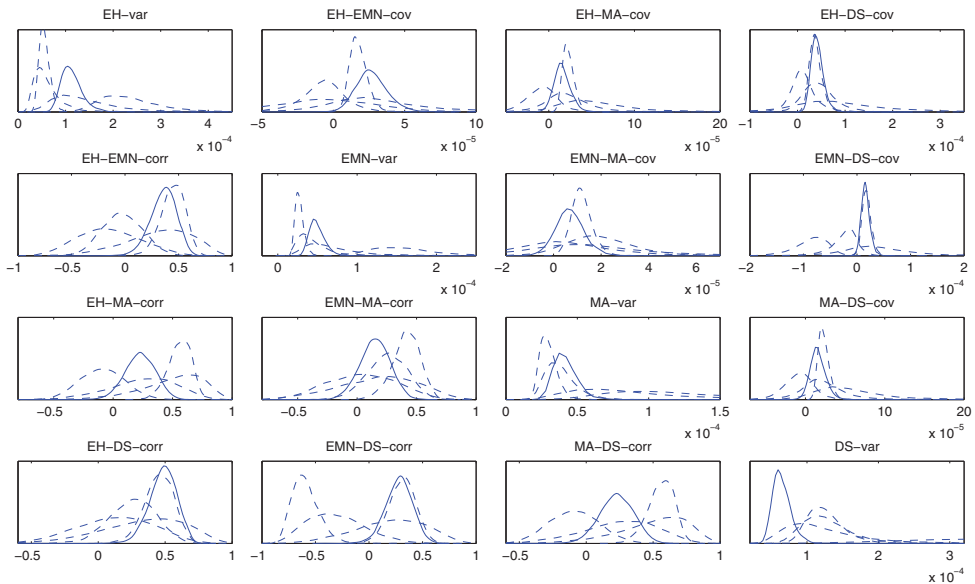 EH−var EH−EMN−cov EH−MA−cov EH−DS−cov
0 1 2 3 4 −5 0 5 10 0 10 20 −1 0 1 2 3
x 10⁻⁴ x 10⁻⁵ x 10⁻⁵ x 10⁻⁴
EH−EMN−corr EMN−var EMN−MA−cov EMN−DS−cov
−1 −0.5 0 0.5 1 0 1 2 −2 0 2 4 6 −2 −1 0 1 2
x 10⁻⁴ x 10⁻⁵ x 10⁻⁴
EH−MA−corr EMN−MA−corr MA−var MA−DS−cov
−0.5 0 0.5 1 −0.5 0 0.5 1 0 0.5 1 1.5 0 10 20
x 10⁻⁴ x 10⁻⁵
EH−DS−corr EMN−DS−corr MA−DS−corr DS−var
−0.5 0 0.5 1 −1 −0.5 0 0.5 1 −0.5 0 0.5 1 1 2 3
x 10⁻⁴